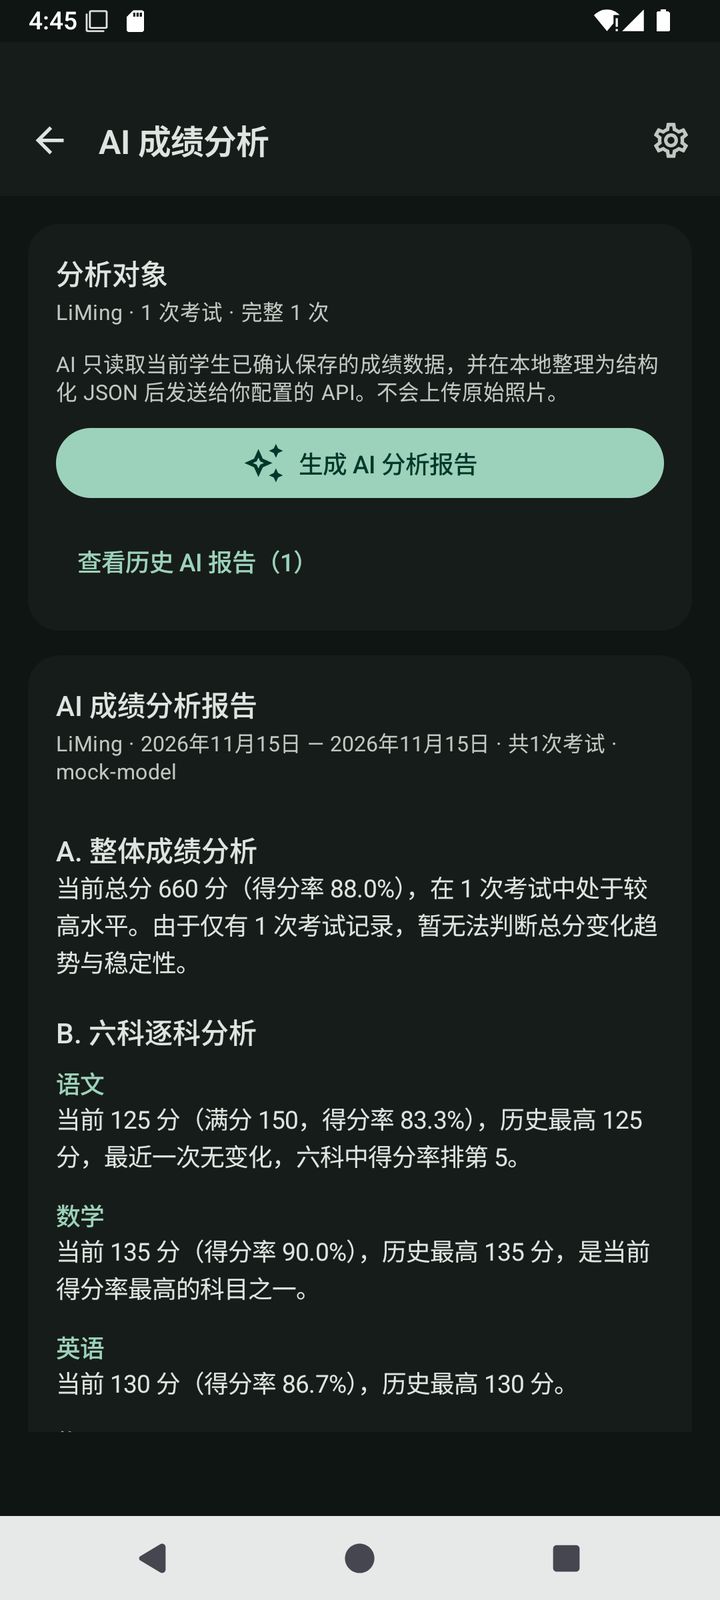 4:45
AI 成绩分析
分析对象
LiMing · 1 次考试 · 完整 1 次
AI 只读取当前学生已确认保存的成绩数据，并在本地整理为结构
化 JSON 后发送给你配置的 API。不会上传原始照片。
生成 AI 分析报告
查看历史 AI 报告（1）
AI 成绩分析报告
LiMing · 2026年11月15日 — 2026年11月15日 · 共1次考试 ·
mock-model
A. 整体成绩分析
当前总分 660 分（得分率 88.0%），在 1 次考试中处于较
高水平。由于仅有 1 次考试记录，暂无法判断总分变化趋
势与稳定性。
B. 六科逐科分析
语文
当前 125 分（满分 150，得分率 83.3%），历史最高 125
分，最近一次无变化，六科中得分率排第 5。
数学
当前 135 分（得分率 90.0%），历史最高 135 分，是当前
得分率最高的科目之一。
英语
当前 130 分（得分率 86.7%），历史最高 130 分。